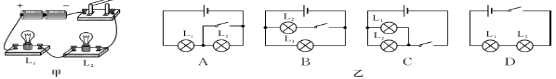 + −
L₁ L₂
甲
L₁ L₂
A
L₂
L₁
B
L₁
L₂
C
L₁ L₂
D
乙